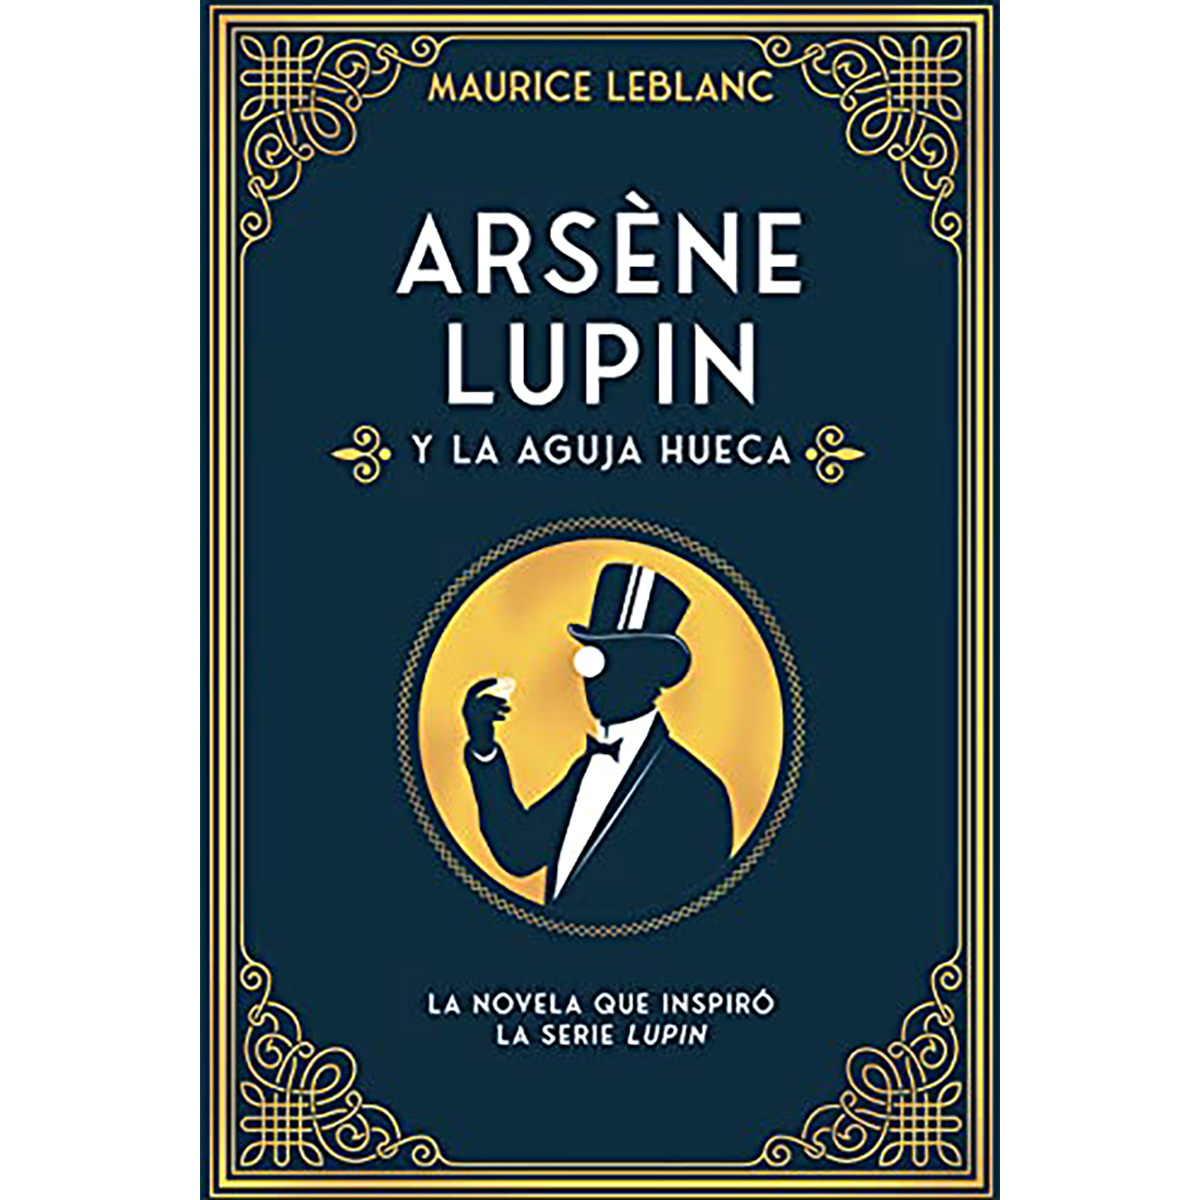 MAURICE LEBLANC
ARSÈNE
LUPIN
Y LA AGUJA HUECA
LA NOVELA QUE INSPIRÓ
LA SERIE LUPIN